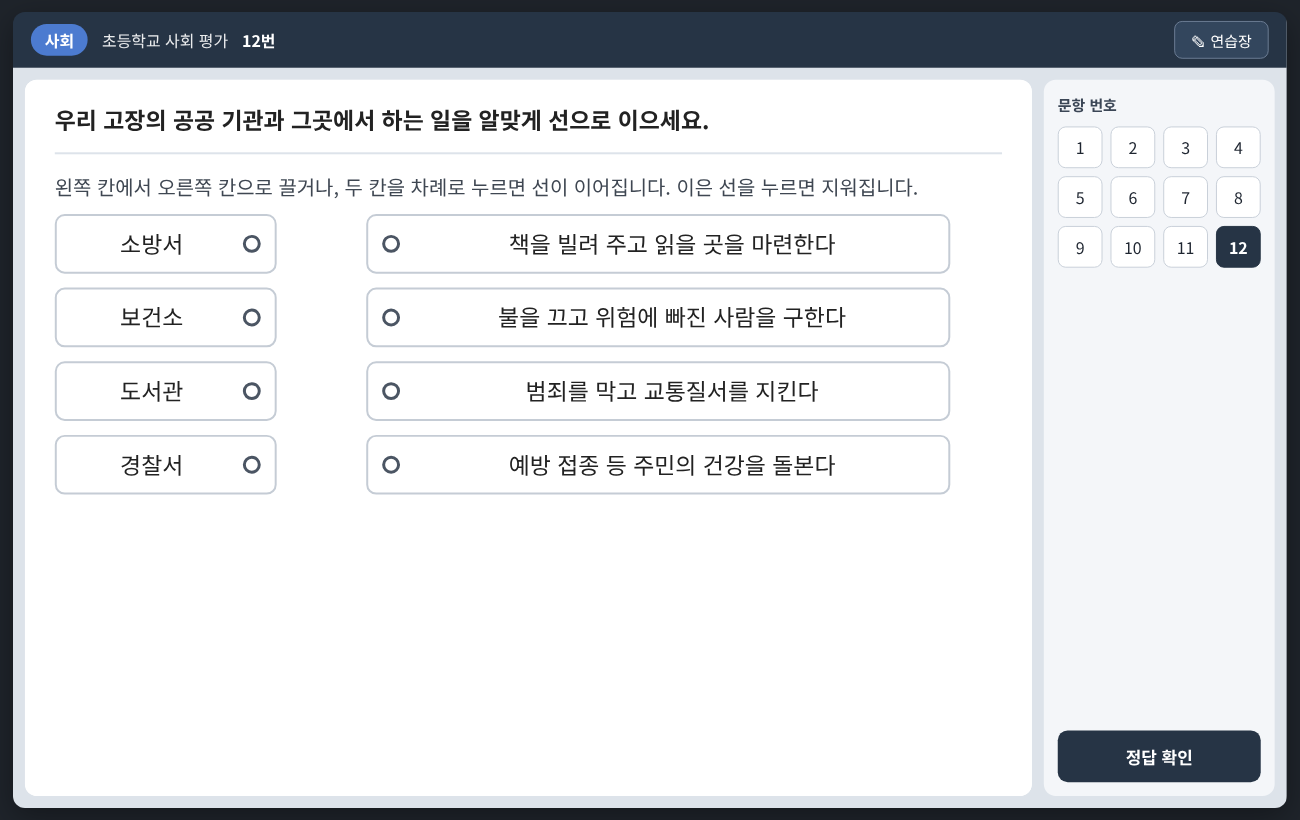 사회 초등학교 사회 평가 12번
✎ 연습장
우리 고장의 공공 기관과 그곳에서 하는 일을 알맞게 선으로 이으세요.
왼쪽 칸에서 오른쪽 칸으로 끌거나, 두 칸을 차례로 누르면 선이 이어집니다. 이은 선을 누르면 지워집니다.
소방서 책을 빌려 주고 읽을 곳을 마련한다
보건소 불을 끄고 위험에 빠진 사람을 구한다
도서관 범죄를 막고 교통질서를 지킨다
경찰서 예방 접종 등 주민의 건강을 돌본다
문항 번호
1 2 3 4
5 6 7 8
9 10 11 12
정답 확인